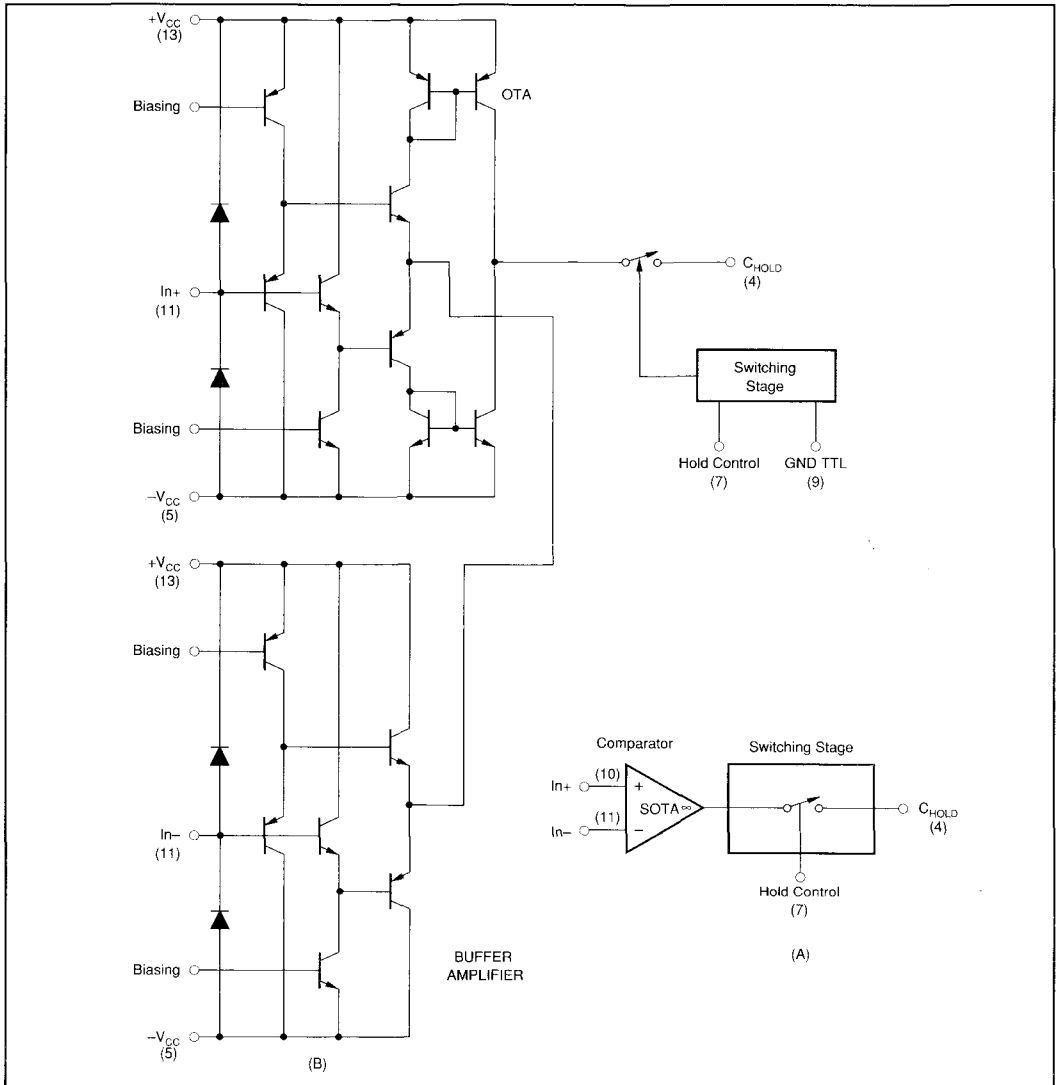 +VCC
(13)
OTA
Biasing
In+
(11)
CHOLD
(4)
Switching
Stage
Biasing
Hold Control
(7)
GND TTL
(9)
–VCC
(5)
+VCC
(13)
Biasing
Comparator
Switching Stage
In+
(10)
+
SOTA ∞
CHOLD
(4)
In–
(11)
–
In–
(11)
Hold Control
(7)
(A)
BUFFER
AMPLIFIER
Biasing
–VCC
(5)
(B)